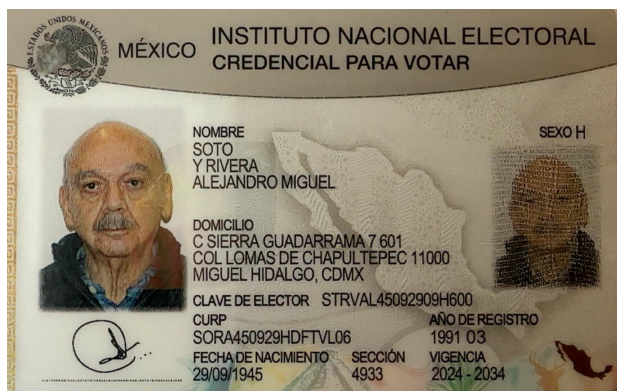 ESTADOS UNIDOS MEXICANOS
MÉXICO INSTITUTO NACIONAL ELECTORAL
CREDENCIAL PARA VOTAR
NOMBRE SEXO H
SOTO
Y RIVERA
ALEJANDRO MIGUEL
DOMICILIO
C SIERRA GUADARRAMA 7 601
COL LOMAS DE CHAPULTEPEC 11000
MIGUEL HIDALGO, CDMX
CLAVE DE ELECTOR STRVAL45092909H600
CURP AÑO DE REGISTRO
SORA450929HDFTVL06 1991 03
FECHA DE NACIMIENTO SECCIÓN VIGENCIA
29/09/1945 4933 2024 - 2034